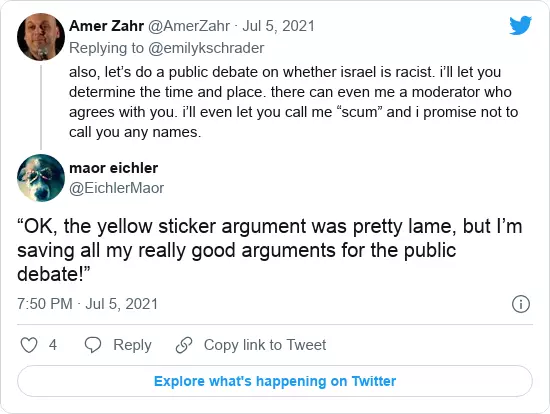 Amer Zahr @AmerZahr · Jul 5, 2021
Replying to @emilykschrader
also, let’s do a public debate on whether israel is racist. i’ll let you
determine the time and place. there can even me a moderator who
agrees with you. i’ll even let you call me “scum” and i promise not to
call you any names.
maor eichler
@EichlerMaor
“OK, the yellow sticker argument was pretty lame, but I’m
saving all my really good arguments for the public
debate!”
7:50 PM · Jul 5, 2021
4 Reply Copy link to Tweet
Explore what's happening on Twitter